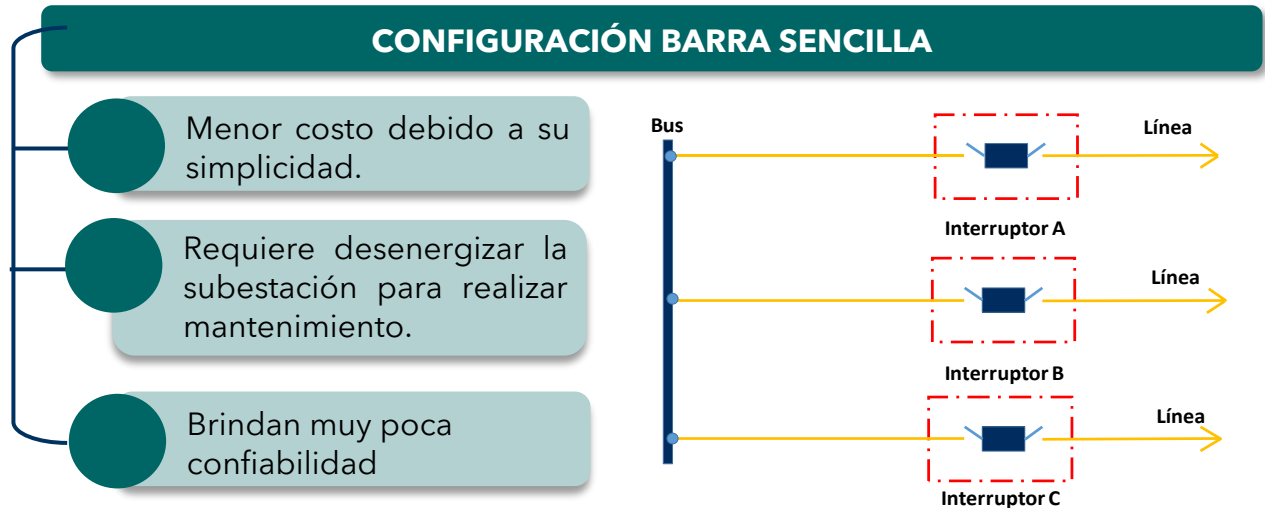 CONFIGURACIÓN BARRA SENCILLA
Menor costo debido a su
simplicidad.
Requiere desenergizar la
subestación para realizar
mantenimiento.
Brindan muy poca
confiabilidad
Bus
Línea
Interruptor A
Línea
Interruptor B
Línea
Interruptor C